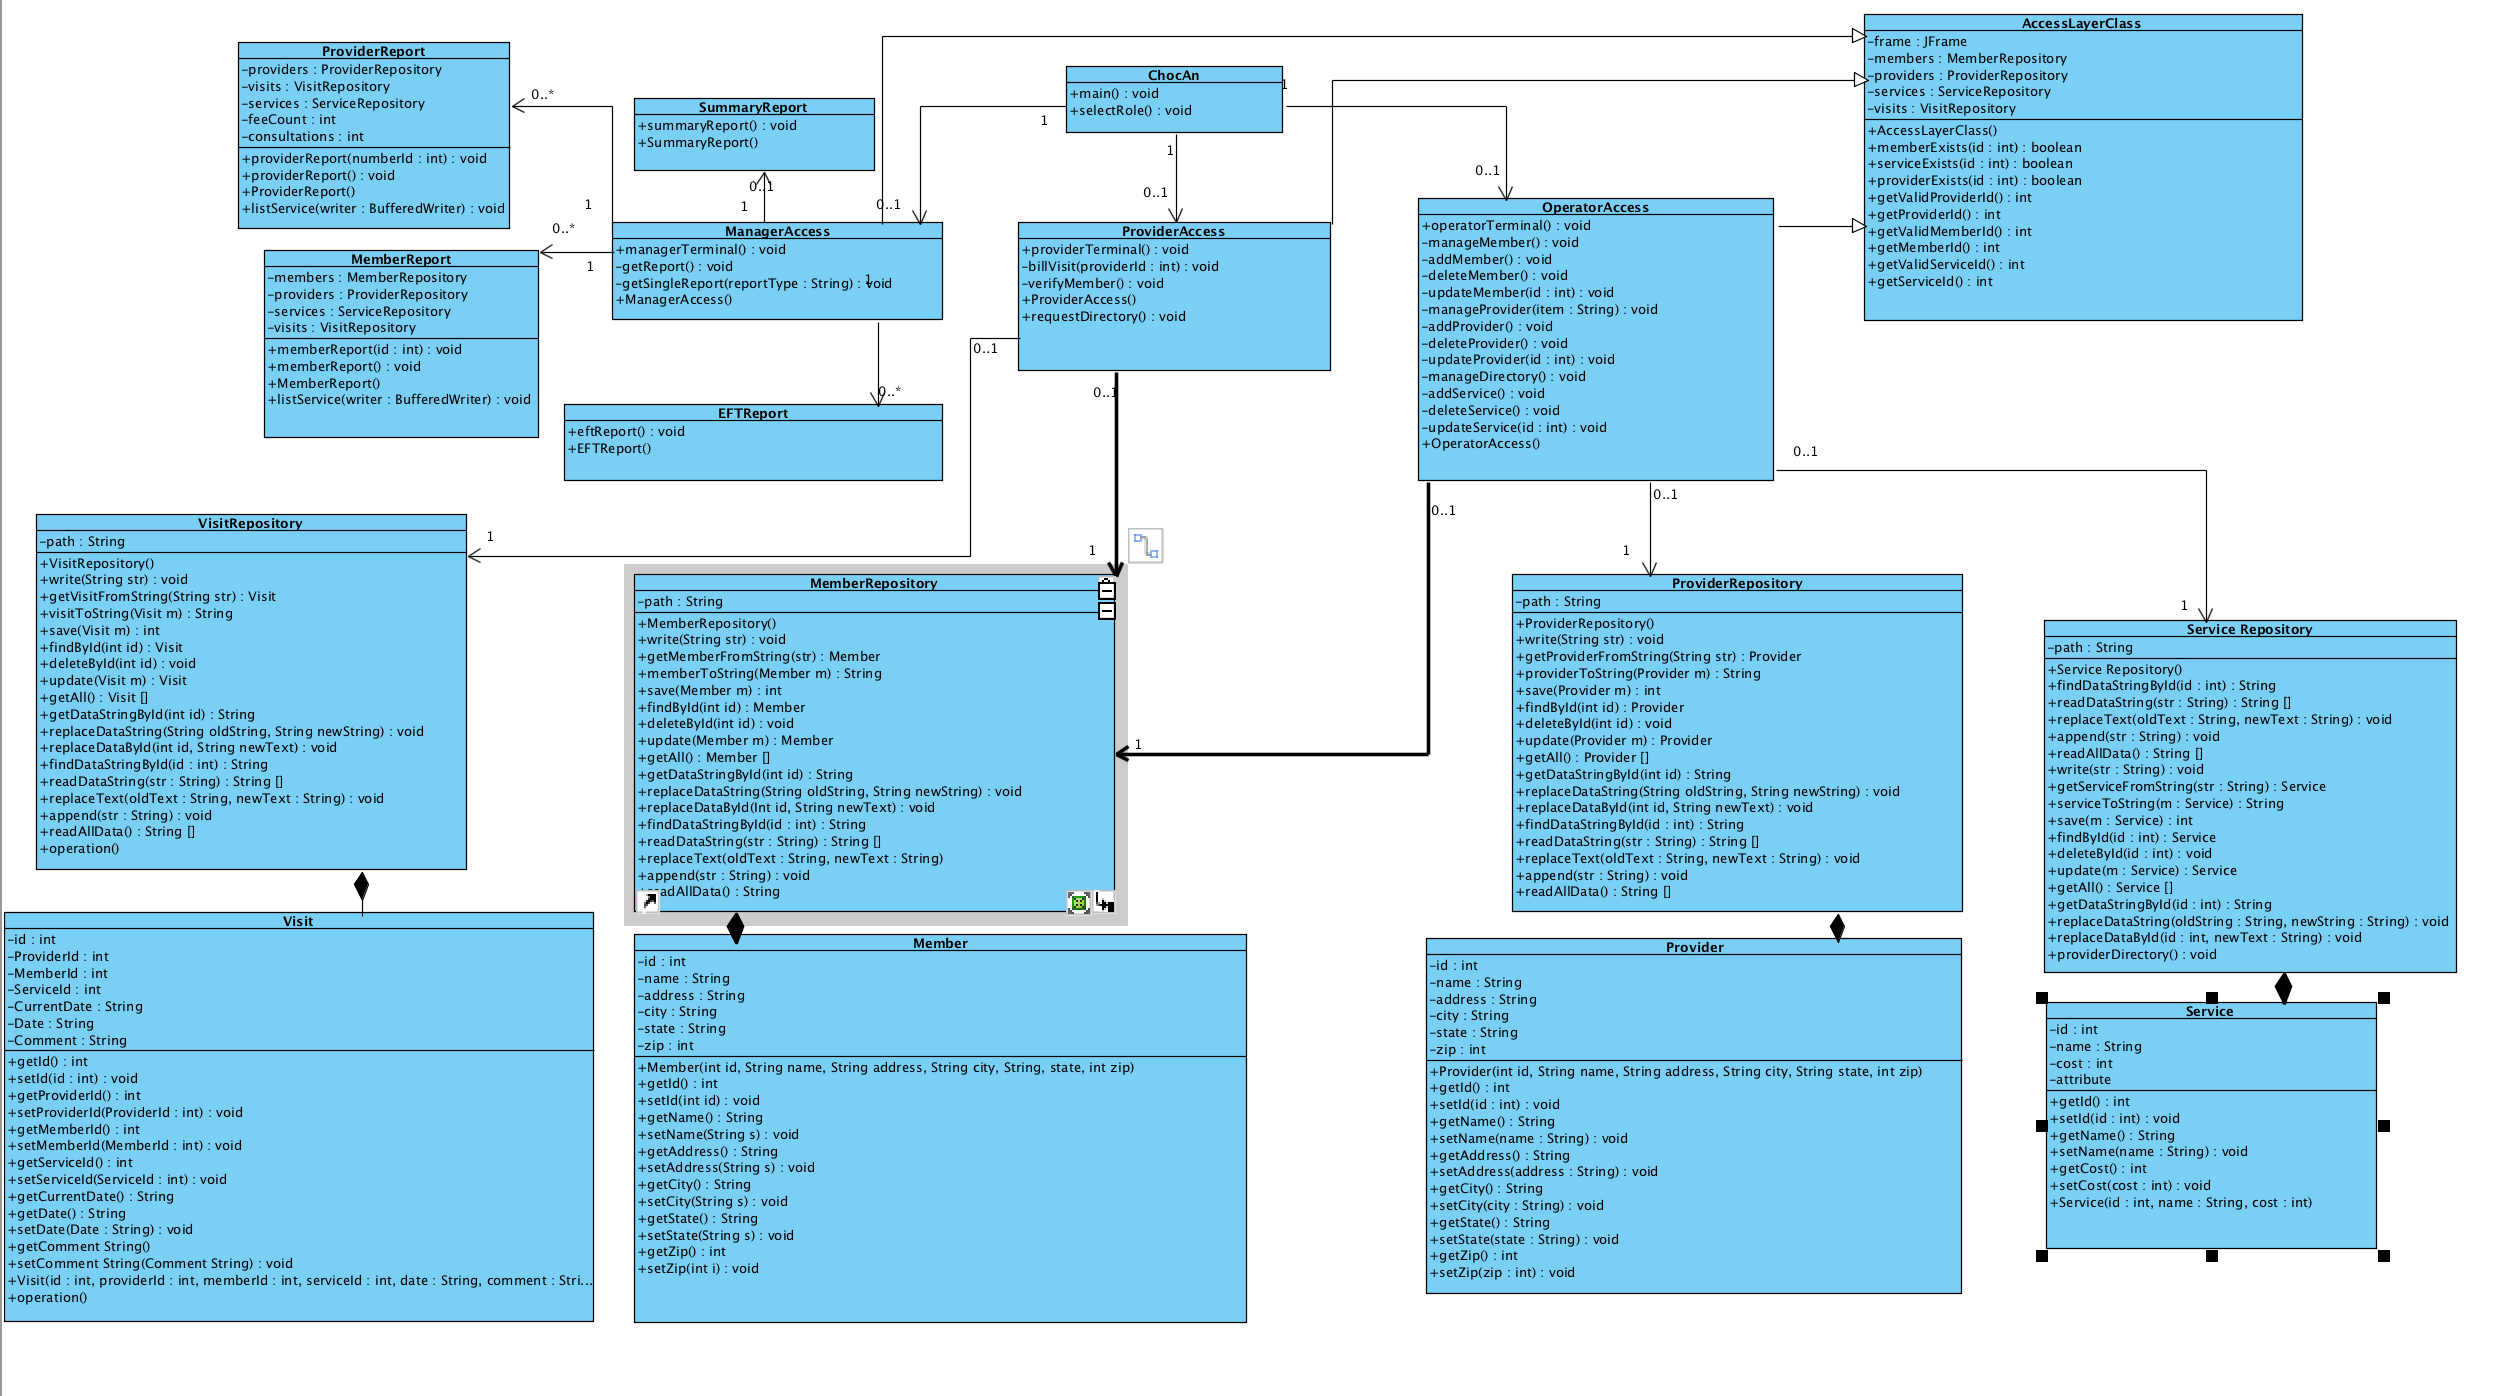 ProviderReport
-providers : ProviderRepository
-visits : VisitRepository
-services : ServiceRepository
-feeCount : int
-consultations : int
+providerReport(numberId : int) : void
+providerReport() : void
+ProviderReport()
+listService(writer : BufferedWriter) : void
0..*
1
SummaryReport
+summaryReport() : void
+SummaryReport()
0..1
1
ChocAn
+main() : void
+selectRole() : void
1
1
1
0..1
0..1
0..1
AccessLayerClass
-frame : JFrame
-members : MemberRepository
-providers : ProviderRepository
-services : ServiceRepository
-visits : VisitRepository
+AccessLayerClass()
+memberExists(id : int) : boolean
+serviceExists(id : int) : boolean
+providerExists(id : int) : boolean
+getValidProviderId() : int
+getProviderId() : int
+getValidMemberId() : int
+getMemberId() : int
+getValidServiceId() : int
+getServiceId() : int
MemberReport
-members : MemberRepository
-providers : ProviderRepository
-services : ServiceRepository
-visits : VisitRepository
+memberReport(id : int) : void
+memberReport() : void
+MemberReport()
+listService(writer : BufferedWriter) : void
0..*
1
ManagerAccess
+managerTerminal() : void
-getReport() : void
-getSingleReport(reportType : String) : void
+ManagerAccess()
1
0..*
ProviderAccess
+providerTerminal() : void
-billVisit(providerId : int) : void
-verifyMember() : void
+ProviderAccess()
+requestDirectory() : void
0..1
0..1
OperatorAccess
+operatorTerminal() : void
-manageMember() : void
-addMember() : void
-deleteMember() : void
-updateMember(id : int) : void
-manageProvider(item : String) : void
-addProvider() : void
-deleteProvider() : void
-updateProvider(id : int) : void
-manageDirectory() : void
-addService() : void
-deleteService() : void
-updateService(id : int) : void
+OperatorAccess()
0..1
0..1
0..1
EFTReport
+eftReport() : void
+EFTReport()
1
1
1
1
1
VisitRepository
-path : String
+VisitRepository()
+write(String str) : void
+getVisitFromString(String str) : Visit
+visitToString(Visit m) : String
+save(Visit m) : int
+findById(int id) : Visit
+deleteById(int id) : void
+update(Visit m) : Visit
+getAll() : Visit []
+getDataStringById(int id) : String
+replaceDataString(String oldString, String newString) : void
+replaceDataById(int id, String newText) : void
+findDataStringById(id : int) : String
+readDataString(str : String) : String []
+replaceText(oldText : String, newText : String) : void
+append(str : String) : void
+readAllData() : String []
+operation()
MemberRepository
-path : String
+MemberRepository()
+write(String str) : void
+getMemberFromString(str) : Member
+memberToString(Member m) : String
+save(Member m) : int
+findById(int id) : Member
+deleteById(int id) : void
+update(Member m) : Member
+getAll() : Member []
+getDataStringById(int id) : String
+replaceDataString(String oldString, String newString) : void
+replaceDataById(Int id, String newText) : void
+findDataStringById(id : int) : String
+readDataString(str : String) : String []
+replaceText(oldText : String, newText : String)
+append(str : String) : void
readAllData() : String
ProviderRepository
-path : String
+ProviderRepository()
+write(String str) : void
+getProviderFromString(String str) : Provider
+providerToString(Provider m) : String
+save(Provider m) : int
+findById(int id) : Provider
+deleteById(int id) : void
+update(Provider m) : Provider
+getAll() : Provider []
+getDataStringById(int id) : String
+replaceDataString(String oldString, String newString) : void
+replaceDataById(int id, String newText) : void
+findDataStringById(id : int) : String
+readDataString(str : String) : String []
+replaceText(oldText : String, newText : String) : void
+append(str : String) : void
+readAllData() : String []
Service Repository
-path : String
+Service Repository()
+findDataStringById(id : int) : String
+readDataString(str : String) : String []
+replaceText(oldText : String, newText : String) : void
+append(str : String) : void
+readAllData() : String []
+write(str : String) : void
+getServiceFromString(str : String) : Service
+serviceToString(m : Service) : String
+save(m : Service) : int
+findById(id : int) : Service
+deleteById(id : int) : void
+update(m : Service) : Service
+getAll() : Service []
+getDataStringById(id : int) : String
+replaceDataString(oldString : String, newString : String) : void
+replaceDataById(id : int, newText : String) : void
+providerDirectory() : void
Visit
-id : int
-ProviderId : int
-MemberId : int
-ServiceId : int
-CurrentDate : String
-Date : String
-Comment : String
+getId() : int
+setId(id : int) : void
+getProviderId() : int
+setProviderId(ProviderId : int) : void
+getMemberId() : int
+setMemberId(MemberId : int) : void
+getServiceId() : int
+setServiceId(ServiceId : int) : void
+getCurrentDate() : String
+getDate() : String
+setDate(Date : String) : void
+getComment String()
+setComment String(Comment String) : void
+Visit(id : int, providerId : int, memberId : int, serviceId : int, date : String, comment : Stri...
+operation()
Member
-id : int
-name : String
-address : String
-city : String
-state : String
-zip : int
+Member(int id, String name, String address, String city, String, state, int zip)
+getId() : int
+setId(int id) : void
+getName() : String
+setName(String s) : void
+getAddress() : String
+setAddress(String s) : void
+getCity() : String
+setCity(String s) : void
+getState() : String
+setState(String s) : void
+getZip() : int
+setZip(int i) : void
Provider
-id : int
-name : String
-address : String
-city : String
-state : String
-zip : int
+Provider(int id, String name, String address, String city, String state, int zip)
+getId() : int
+setId(id : int) : void
+getName() : String
+setName(name : String) : void
+getAddress() : String
+setAddress(address : String) : void
+getCity() : String
+setCity(city : String) : void
+getState() : String
+setState(state : String) : void
+getZip() : int
+setZip(zip : int) : void
Service
-id : int
-name : String
-cost : int
-attribute
+getId() : int
+setId(id : int) : void
+getName() : String
+setName(name : String) : void
+getCost() : int
+setCost(cost : int) : void
+Service(id : int, name : String, cost : int)